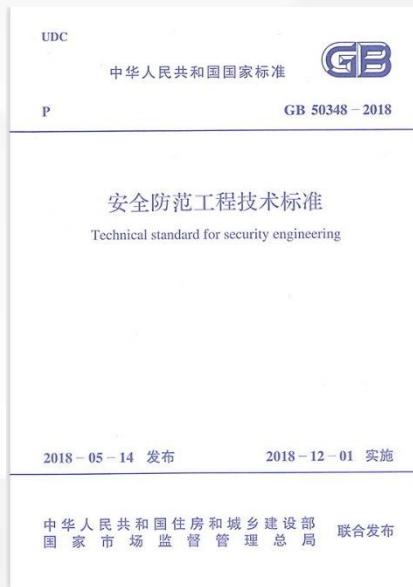 UDC
中华人民共和国国家标准
GB
P
GB 50348－2018
安全防范工程技术标准
Technical standard for security engineering
2018－05－14 发布
2018－12－01 实施
中华人民共和国住房和城乡建设部
国家市场监督管理总局
联合发布